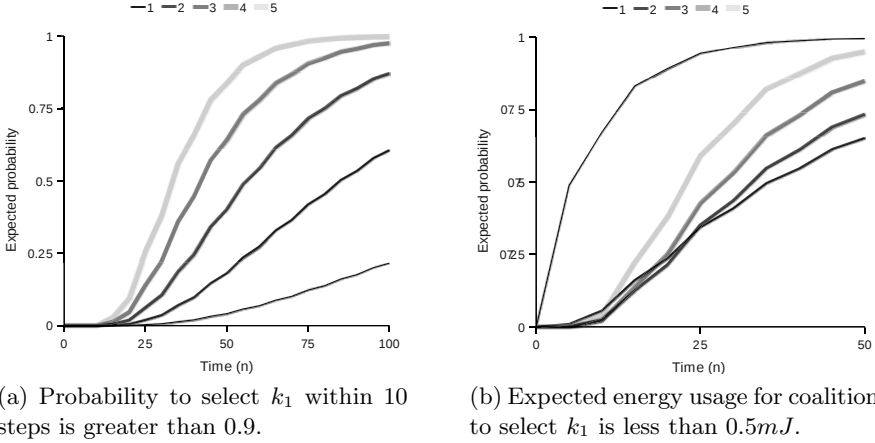 1 2 3 4 5
1
0.75
0.5
0.25
0
Expected probability
0 25 50 75 100
Time (n)
(a) Probability to select k₁ within 10
steps is greater than 0.9.
1 2 3 4 5
1
0
Expected probability
0 25 50
Time (n)
(b) Expected energy usage for coalition
to select k₁ is less than 0.5mJ.